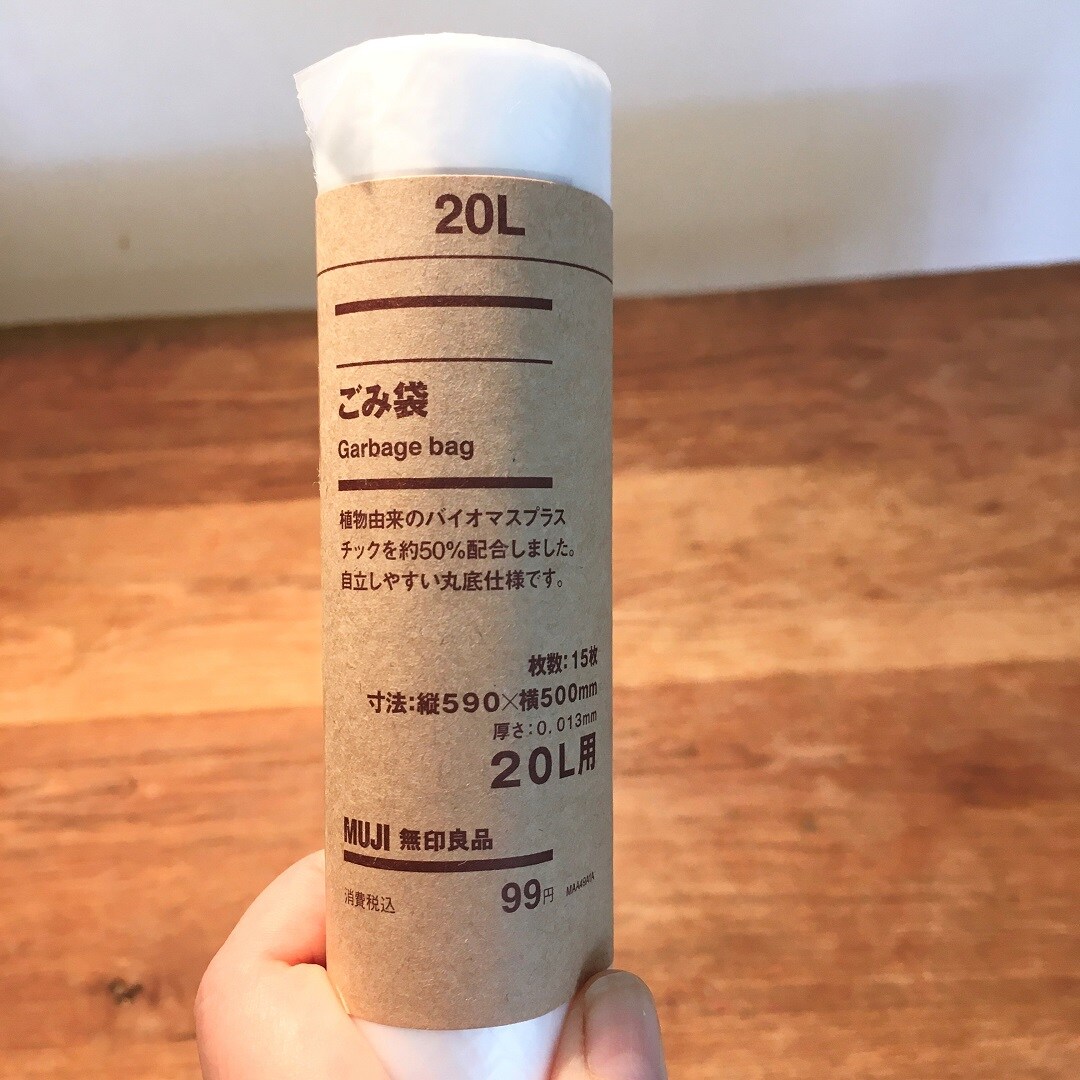 20L
ごみ袋
Garbage bag
植物由来のバイオマスプラス
チックを約50%配合しました。
自立しやすい丸底仕様です。
枚数：15枚
寸法：縦590×横500mm
厚さ：0.013mm
20L用
MUJI 無印良品
消費税込 99円